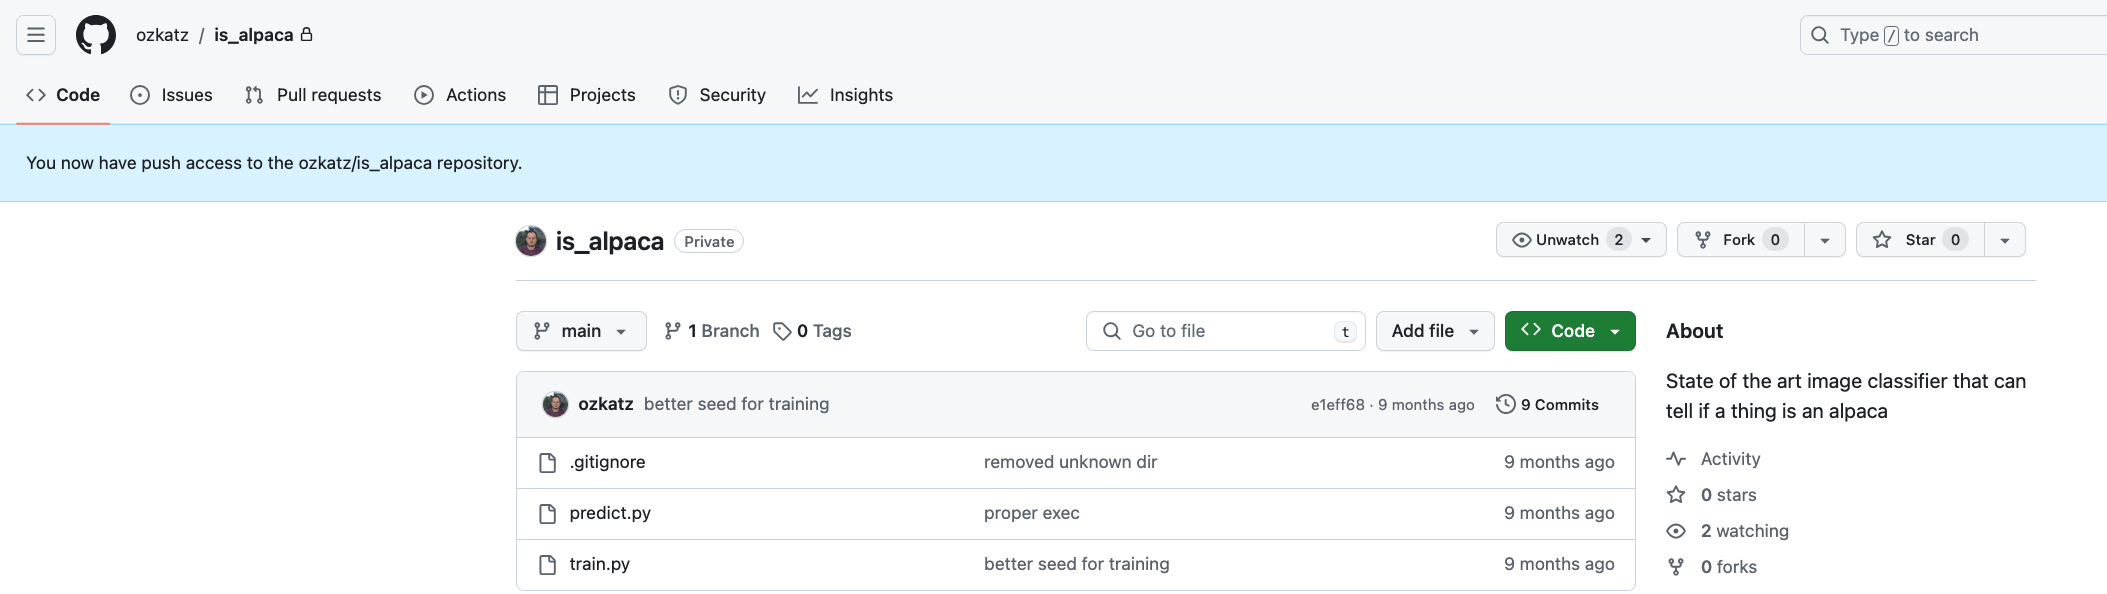 ozkatz / is_alpaca
Type / to search
Code Issues Pull requests Actions Projects Security Insights
You now have push access to the ozkatz/is_alpaca repository.
is_alpaca Private
Unwatch 2 Fork 0 Star 0
main 1 Branch 0 Tags Go to file t Add file Code
ozkatz better seed for training e1eff68 · 9 months ago 9 Commits
.gitignore removed unknown dir 9 months ago
predict.py proper exec 9 months ago
train.py better seed for training 9 months ago
About
State of the art image classifier that can
tell if a thing is an alpaca
Activity
0 stars
2 watching
0 forks